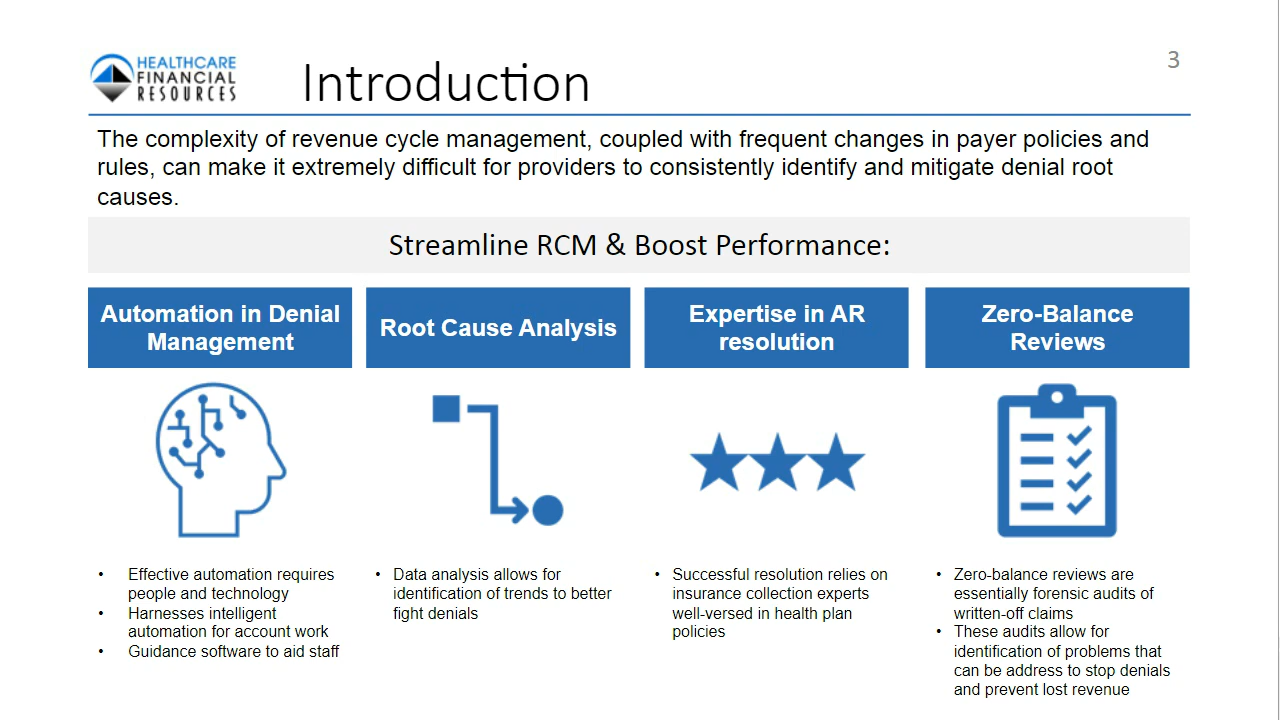 HEALTHCARE
FINANCIAL
RESOURCES
Introduction
3
The complexity of revenue cycle management, coupled with frequent changes in payer policies and
rules, can make it extremely difficult for providers to consistently identify and mitigate denial root
causes.
Streamline RCM & Boost Performance:
Automation in Denial
Management
• Effective automation requires
people and technology
• Harnesses intelligent
automation for account work
• Guidance software to aid staff
Root Cause Analysis
• Data analysis allows for
identification of trends to better
fight denials
Expertise in AR
resolution
• Successful resolution relies on
insurance collection experts
well-versed in health plan
policies
Zero-Balance
Reviews
• Zero-balance reviews are
essentially forensic audits of
written-off claims
• These audits allow for
identification of problems that
can be address to stop denials
and prevent lost revenue